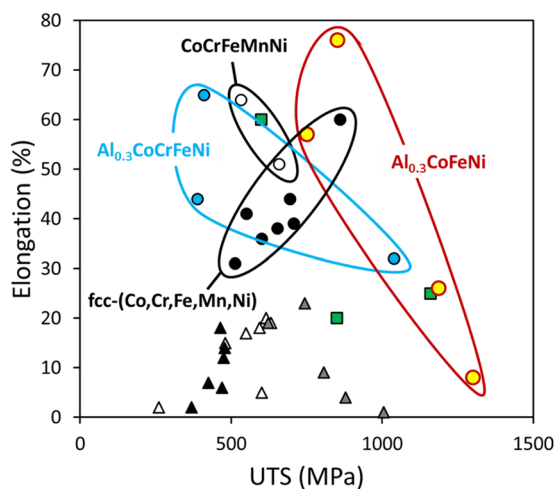 80
70
60
50
40
30
20
10
0
Elongation (%)
CoCrFeMnNi
Al0.3CoCrFeNi
Al0.3CoFeNi
fcc-(Co,Cr,Fe,Mn,Ni)
0 500 1000 1500
UTS (MPa)